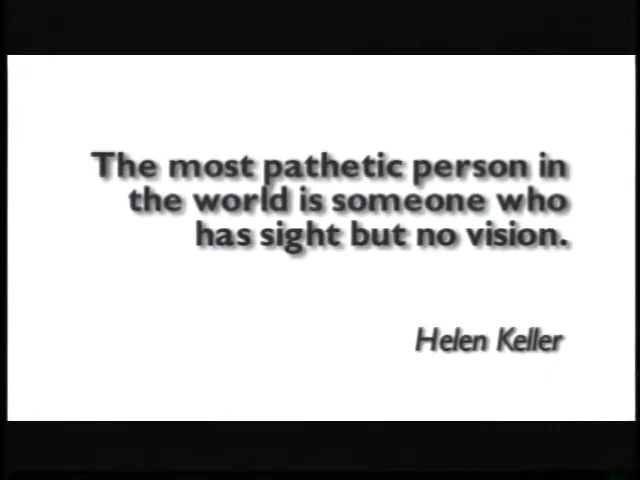 The most pathetic person in
the world is someone who
has sight but no vision.
Helen Keller